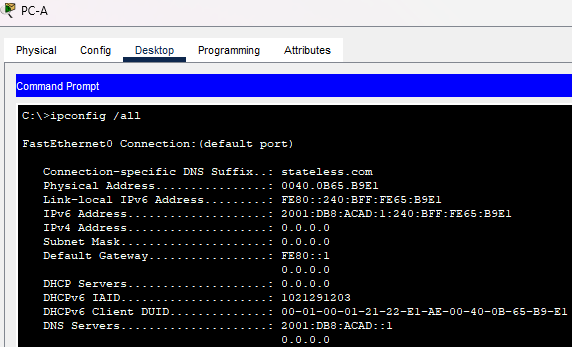 PC-A
Physical Config Desktop Programming Attributes
Command Prompt
C:\>ipconfig /all
FastEthernet0 Connection:(default port)
Connection-specific DNS Suffix..: stateless.com
Physical Address................: 0040.0B65.B9E1
Link-local IPv6 Address.........: FE80::240:BFF:FE65:B9E1
IPv6 Address....................: 2001:DB8:ACAD:1:240:BFF:FE65:B9E1
IPv4 Address....................: 0.0.0.0
Subnet Mask.....................: 0.0.0.0
Default Gateway.................: FE80::1
0.0.0.0
DHCP Servers....................: 0.0.0.0
DHCPv6 IAID.....................: 1021291203
DHCPv6 Client DUID..............: 00-01-00-01-21-22-E1-AE-00-40-0B-65-B9-E1
DNS Servers.....................: 2001:DB8:ACAD::1
0.0.0.0